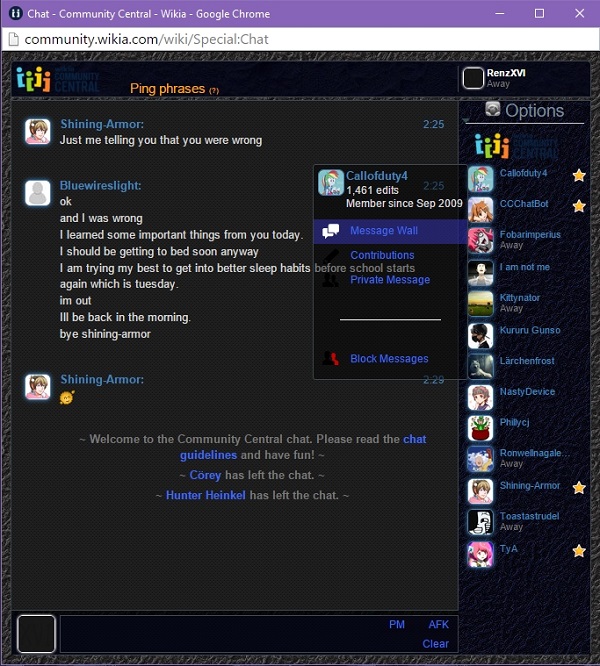 Chat - Community Central - Wikia - Google Chrome
community.wikia.com/wiki/Special:Chat
COMMUNITY
CENTRAL
Ping phrases (?)
RenzXVI
Away
Shining-Armor: 2:25
Just me telling you that you were wrong
Bluewireslight: 2:25
ok
and I was wrong
I learned some important things from you today.
I should be getting to bed soon anyway
I am trying my best to get into better sleep habits before school starts
again which is tuesday.
im out
Ill be back in the morning.
bye shining-armor
Callofduty4
1,461 edits
Member since Sep 2009
Message Wall
Contributions
Private Message
Block Messages
Shining-Armor: 2:29
~ Welcome to the Community Central chat. Please read the chat
guidelines and have fun! ~
~ Cörey has left the chat. ~
~ Hunter Heinkel has left the chat. ~
PM AFK
Clear
Options
COMMUNITY
CENTRAL
Callofduty4
CCChatBot
Fobarimperius
Away
I am not me
Kittynator
Away
Kururu Gunso
Lärchenfrost
NastyDevice
Phillycj
Ronwellnagale...
Away
Shining-Armor
Toastastrudel
Away
TyA